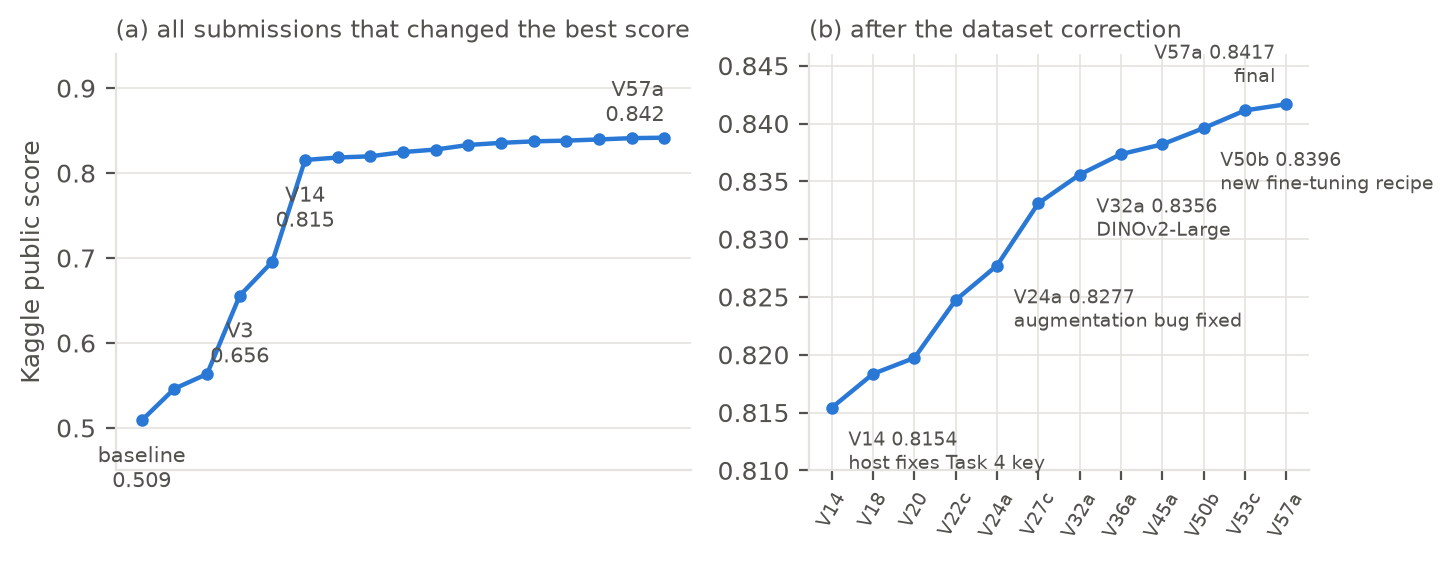 (a) all submissions that changed the best score
Kaggle public score
0.9
0.8
0.7
0.6
0.5
V57a
0.842
V14
0.815
V3
0.656
baseline
0.509
(b) after the dataset correction
0.845
0.840
0.835
0.830
0.825
0.820
0.815
0.810
V57a 0.8417
final
V50b 0.8396
new fine-tuning recipe
V32a 0.8356
DINOv2-Large
V24a 0.8277
augmentation bug fixed
V14 0.8154
host fixes Task 4 key
V14
V18
V20
V22c
V24a
V27c
V32a
V36a
V45a
V50b
V53c
V57a